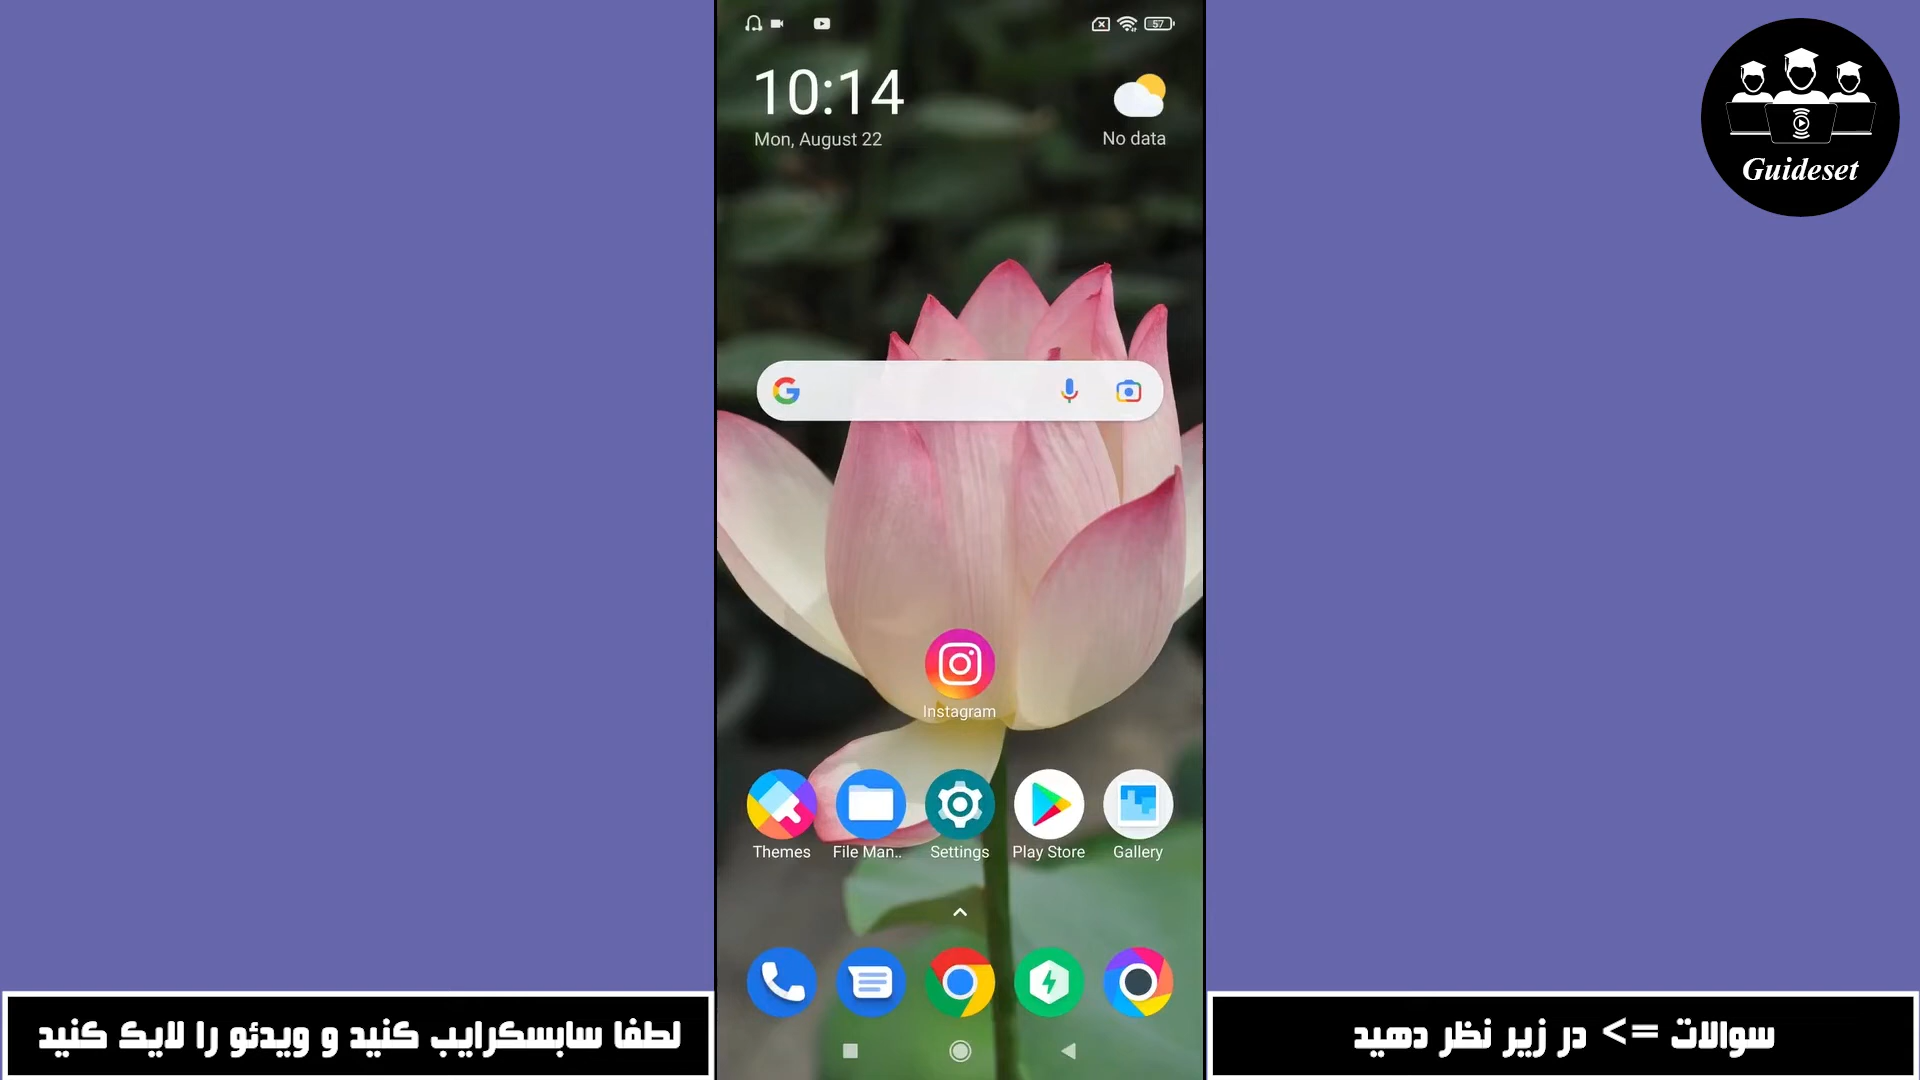 57
10:14
Mon, August 22
No data
Guideset
Instagram
Themes
File Man..
Settings
Play Store
Gallery
لطفا سابسکرایب کنید و ویدئو را لایک کنید
سوالات => در زیر نظر دهید